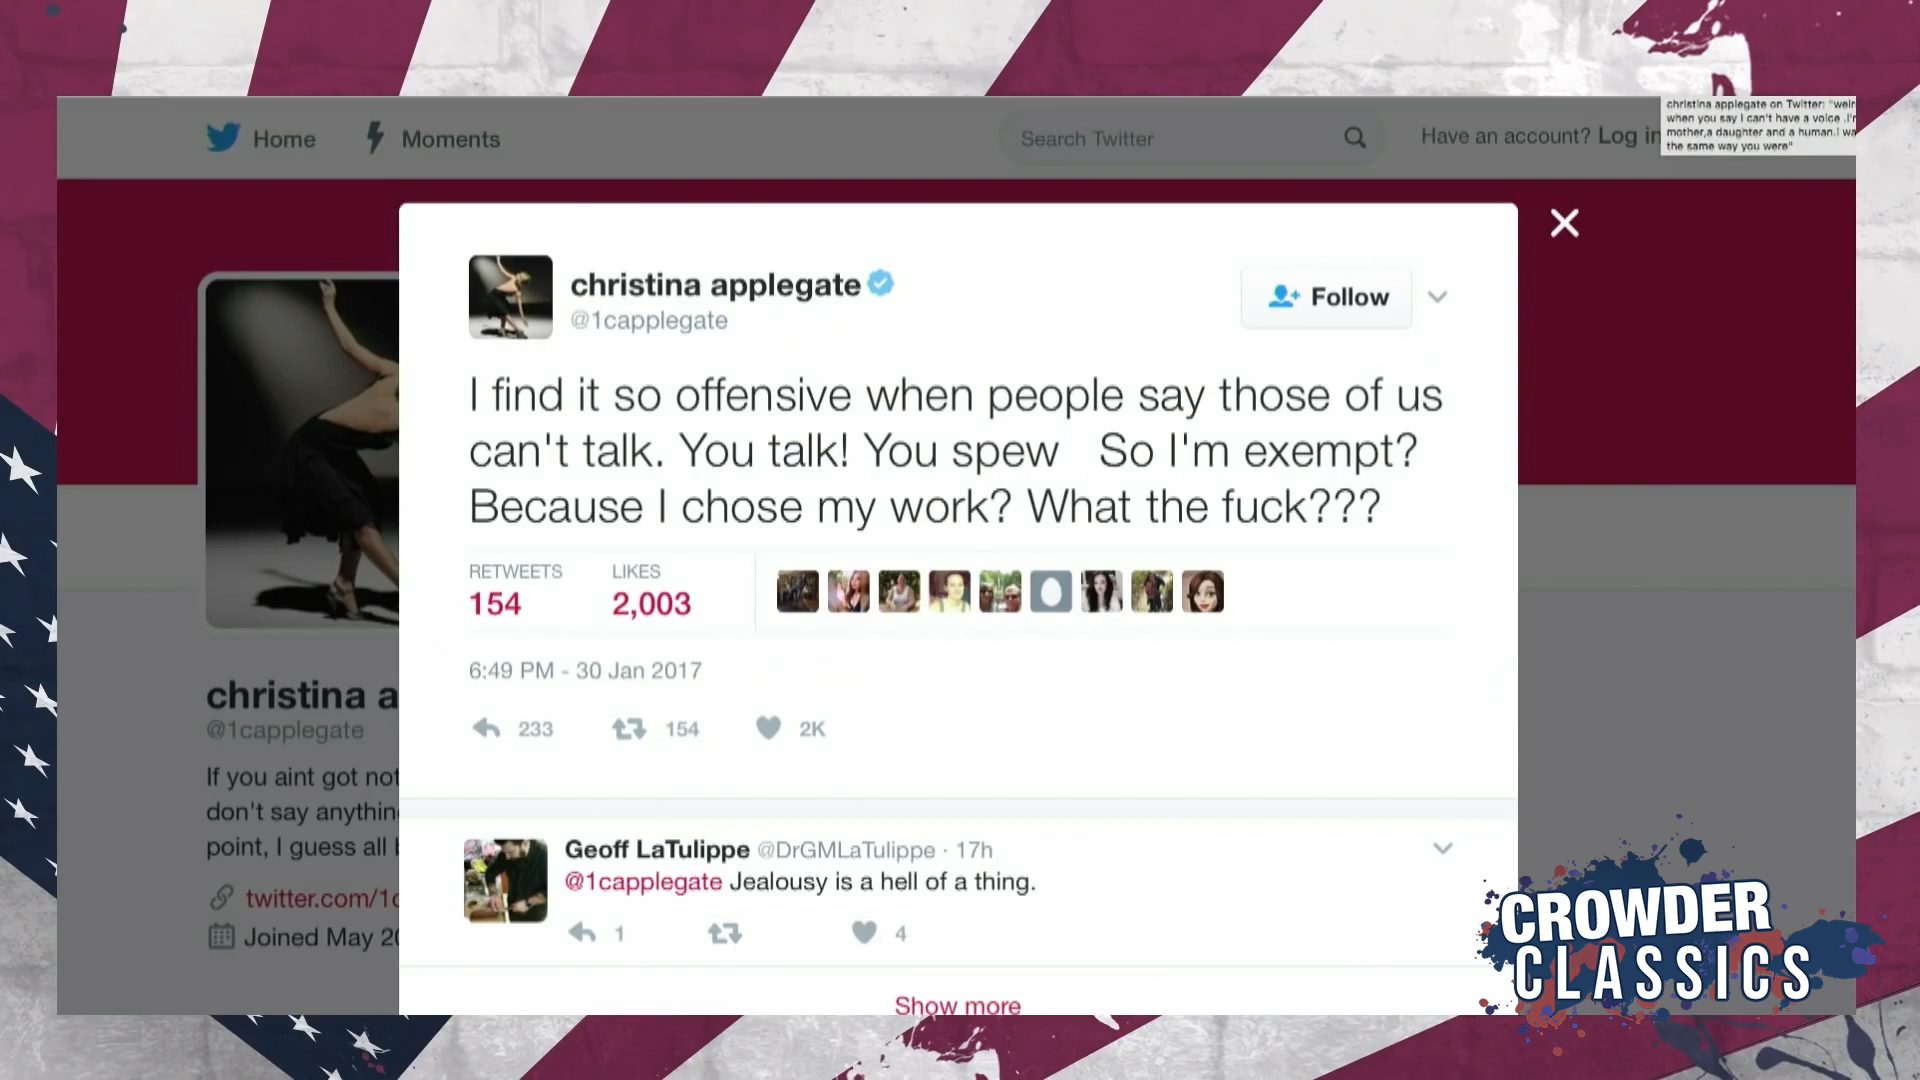 Home
Moments
Search Twitter
Have an account? Log in
christina applegate on Twitter: "weir
when you say I can't have a voice .I'm
mother,a daughter and a human.I wa
the same way you were"
christina applegate
@1capplegate
Follow
I find it so offensive when people say those of us
can't talk. You talk! You spew So I'm exempt?
Because I chose my work? What the fuck???
RETWEETS
154
LIKES
2,003
6:49 PM - 30 Jan 2017
233
154
2K
christina a
@1capplegate
If you aint got not
don't say anythin
point, I guess all
twitter.com/1c
Joined May 20
Geoff LaTulippe @DrGMLaTulippe · 17h
@1capplegate Jealousy is a hell of a thing.
1
4
Show more
CROWDER
CLASSICS